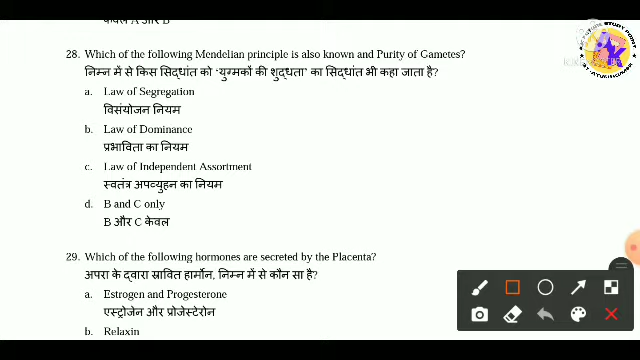 केवल A और B
28. Which of the following Mendelian principle is also known and Purity of Gametes?
निम्न में से किस सिद्धांत को 'युग्मकों की शुद्धता' का सिद्धांत भी कहा जाता है?
a. Law of Segregation
विसंयोजन नियम
b. Law of Dominance
प्रभाविता का नियम
c. Law of Independent Assortment
स्वतंत्र अपव्यूहन का नियम
d. B and C only
B और C केवल
29. Which of the following hormones are secreted by the Placenta?
अपरा के द्वारा स्रावित हार्मोन, निम्न में से कौन सा है?
a. Estrogen and Progesterone
एस्ट्रोजेन और प्रोजेस्टेरोन
b. Relaxin